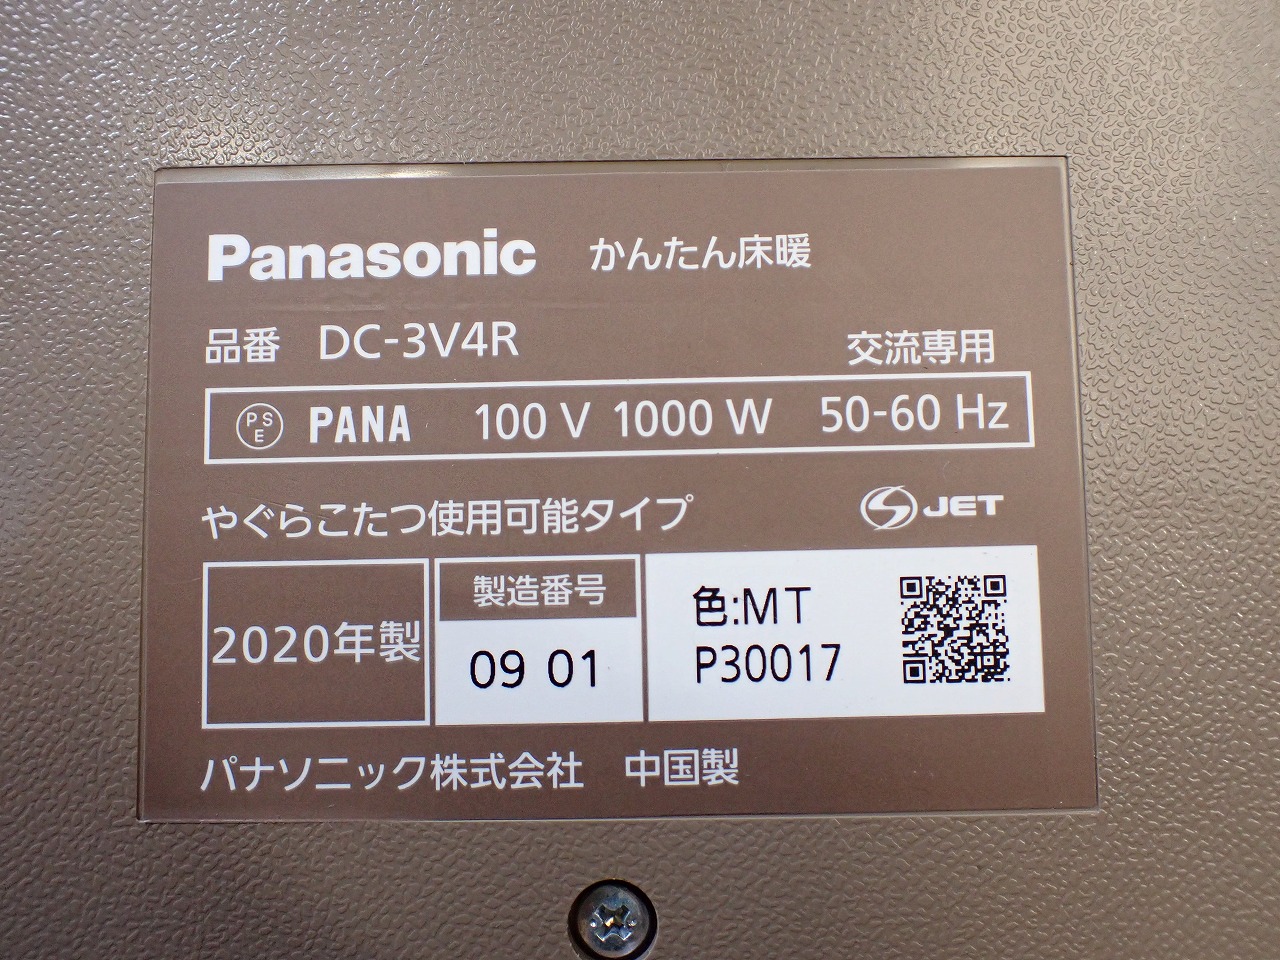 Panasonic かんたん床暖
品番 DC-3V4R 交流専用
PSE PANA 100 V 1000 W 50-60 Hz
やぐらこたつ使用可能タイプ S JET
2020年製
製造番号
09 01
色:MT
P30017
パナソニック株式会社 中国製